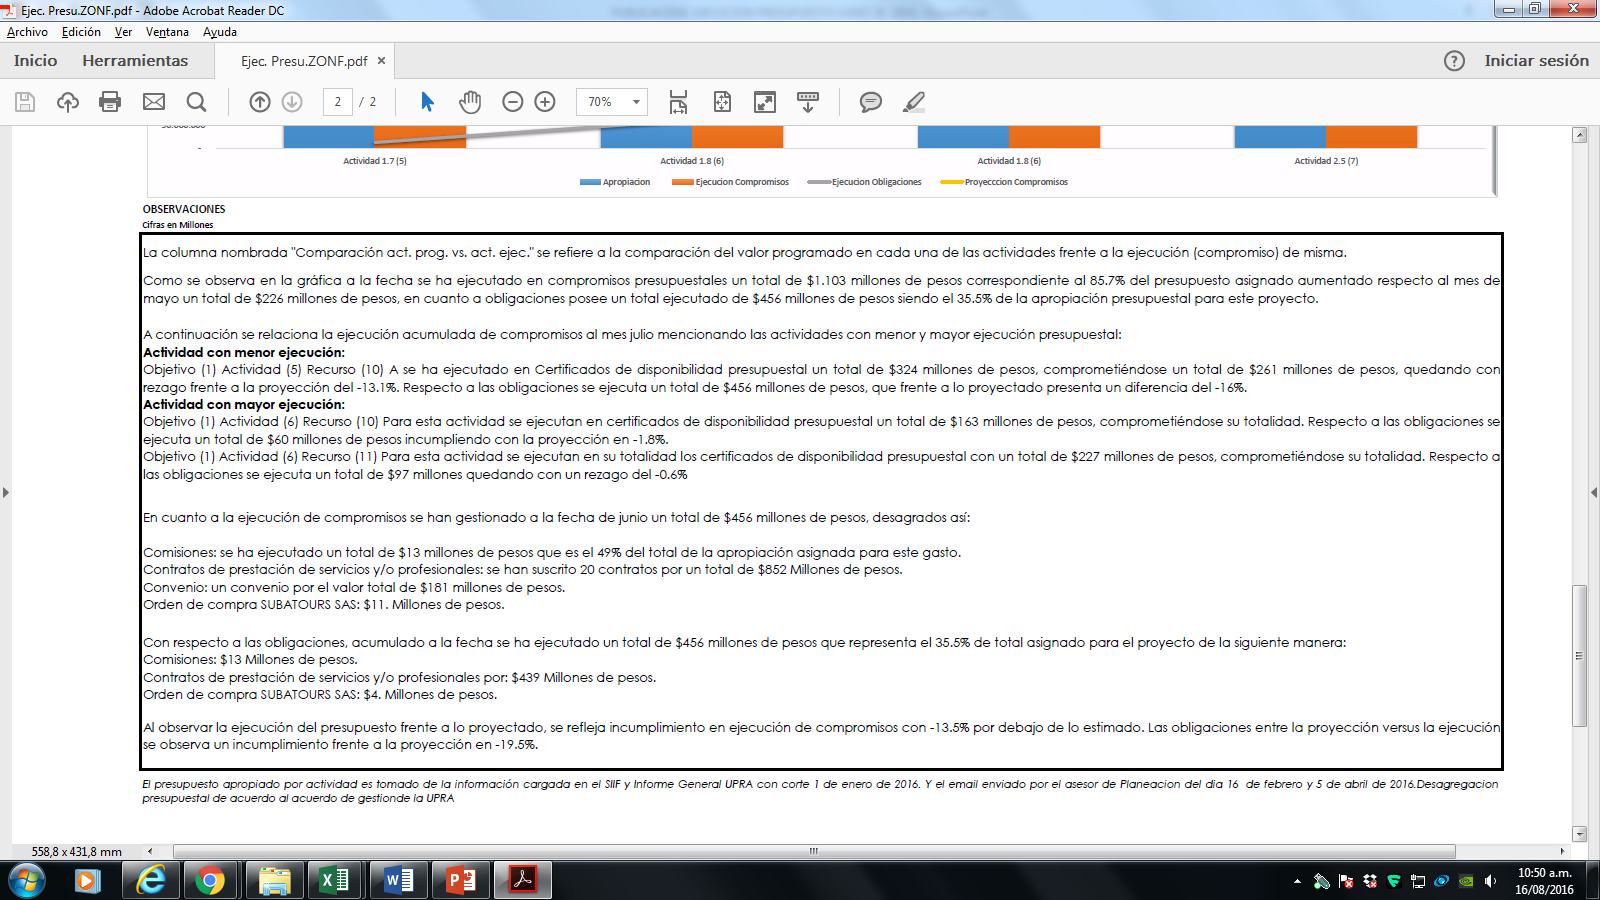 Ejec. Presu.ZONF.pdf - Adobe Acrobat Reader DC
Archivo Edición Ver Ventana Ayuda
Inicio Herramientas Ejec. Presu.ZONF.pdf × ? Iniciar sesión
2 / 2 70%
-
Actividad 1.7 (5) Actividad 1.8 (6) Actividad 1.8 (6) Actividad 2.5 (7)
Apropiacion Ejecucion Compromisos Ejecucion Obligaciones Proyecccion Compromisos
OBSERVACIONES
Cifras en Millones
La columna nombrada "Comparación act. prog. vs. act. ejec." se refiere a la comparación del valor programado en cada una de las actividades frente a la ejecución (compromiso) de misma.
Como se observa en la gráfica a la fecha se ha ejecutado en compromisos presupuestales un total de $1.103 millones de pesos correspondiente al 85.7% del presupuesto asignado aumentado respecto al mes de
mayo un total de $226 millones de pesos, en cuanto a obligaciones posee un total ejecutado de $456 millones de pesos siendo el 35.5% de la apropiación presupuestal para este proyecto.
A continuación se relaciona la ejecución acumulada de compromisos al mes julio mencionando las actividades con menor y mayor ejecución presupuestal:
Actividad con menor ejecución:
Objetivo (1) Actividad (5) Recurso (10) A se ha ejecutado en Certificados de disponibilidad presupuestal un total de $324 millones de pesos, comprometiéndose un total de $261 millones de pesos, quedando con
rezago frente a la proyección del -13.1%. Respecto a las obligaciones se ejecuta un total de $456 millones de pesos, que frente a lo proyectado presenta un diferencia del -16%.
Actividad con mayor ejecución:
Objetivo (1) Actividad (6) Recurso (10) Para esta actividad se ejecutan en certificados de disponibilidad presupuestal un total de $163 millones de pesos, comprometiéndose su totalidad. Respecto a las obligaciones se
ejecuta un total de $60 millones de pesos incumpliendo con la proyección en -1.8%.
Objetivo (1) Actividad (6) Recurso (11) Para esta actividad se ejecutan en su totalidad los certificados de disponibilidad presupuestal con un total de $227 millones de pesos, comprometiéndose su totalidad. Respecto a
las obligaciones se ejecuta un total de $97 millones quedando con un rezago del -0.6%
En cuanto a la ejecución de compromisos se han gestionado a la fecha de junio un total de $456 millones de pesos, desagrados así:
Comisiones: se ha ejecutado un total de $13 millones de pesos que es el 49% del total de la apropiación asignada para este gasto.
Contratos de prestación de servicios y/o profesionales: se han suscrito 20 contratos por un total de $852 Millones de pesos.
Convenio: un convenio por el valor total de $181 millones de pesos.
Orden de compra SUBATOURS SAS: $11. Millones de pesos.
Con respecto a las obligaciones, acumulado a la fecha se ha ejecutado un total de $456 millones de pesos que representa el 35.5% de total asignado para el proyecto de la siguiente manera:
Comisiones: $13 Millones de pesos.
Contratos de prestación de servicios y/o profesionales por: $439 Millones de pesos.
Orden de compra SUBATOURS SAS: $4. Millones de pesos.
Al observar la ejecución del presupuesto frente a lo proyectado, se refleja incumplimiento en ejecución de compromisos con -13.5% por debajo de lo estimado. Las obligaciones entre la proyección versus la ejecución
se observa un incumplimiento frente a la proyección en -19.5%.
El presupuesto apropiado por actividad es tomado de la información cargada en el SIIF y Informe General UPRA con corte 1 de enero de 2016. Y el email enviado por el asesor de Planeacion del dia 16 de febrero y 5 de abril de 2016.Desagregacion
presupuestal de acuerdo al acuerdo de gestionde la UPRA
558,8 x 431,8 mm
10:50 a.m.
16/08/2016